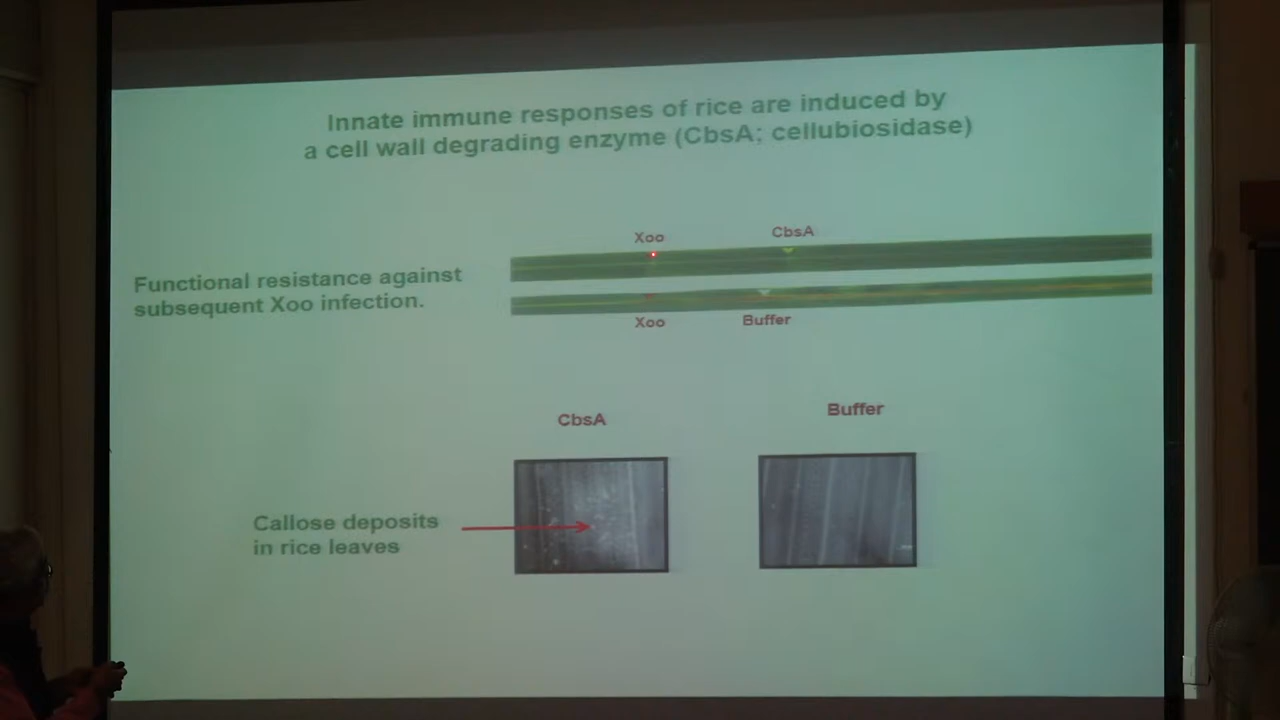 Innate immune responses of rice are induced by
a cell wall degrading enzyme (CbsA; cellubiosidase)
Xoo CbsA
Functional resistance against
subsequent Xoo infection.
Xoo Buffer
CbsA Buffer
Callose deposits
in rice leaves